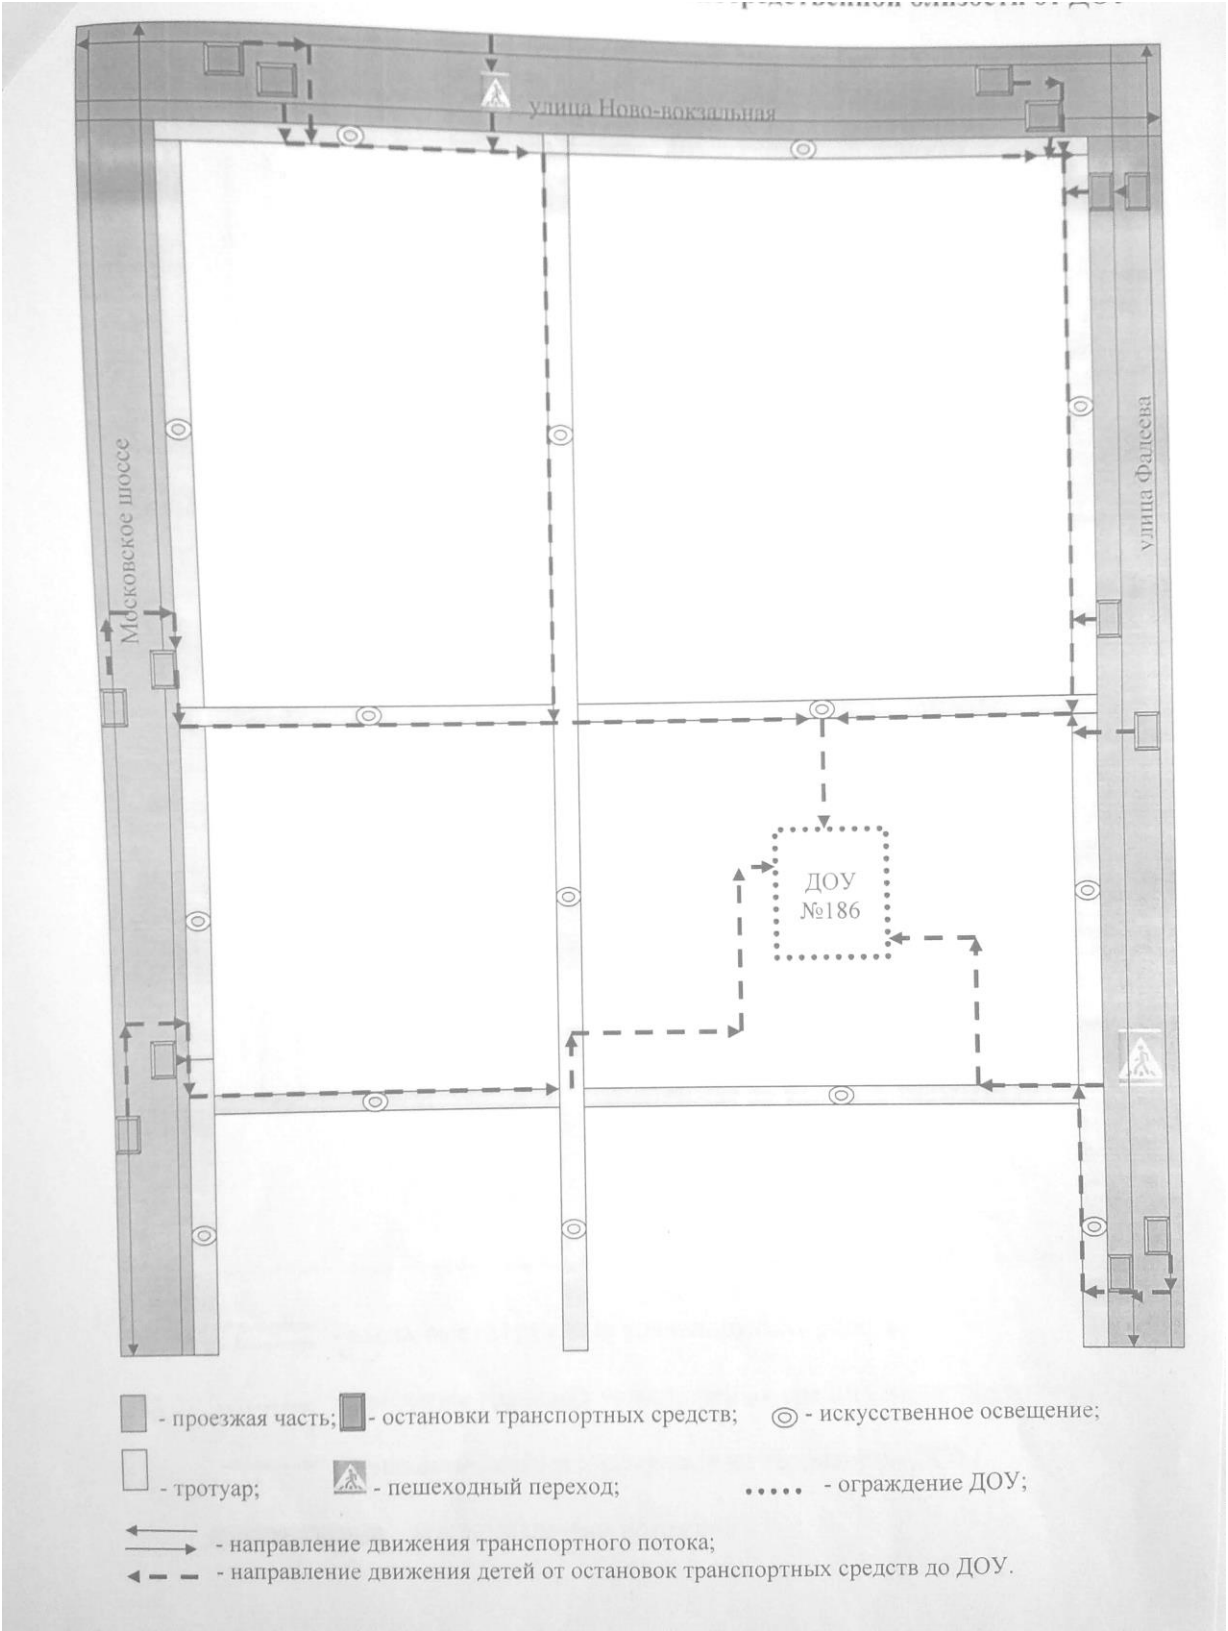 улица Ново-вокзальная
Московское шоссе
улица Фадеева
ДОУ
№186
- проезжая часть; - остановки транспортных средств; - искусственное освещение;
- тротуар; - пешеходный переход; - ограждение ДОУ;
- направление движения транспортного потока;
- направление движения детей от остановок транспортных средств до ДОУ.